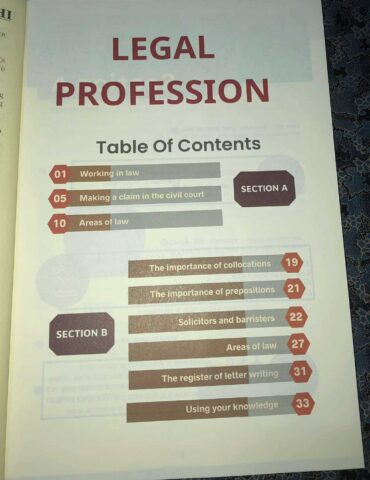 LEGAL
PROFESSION
Table Of Contents
01 Working in law
05 Making a claim in the civil court
10 Areas of law
SECTION A
The importance of collocations 19
The importance of prepositions 21
Solicitors and barristers 22
SECTION B
Areas of law 27
The register of letter writing 31
Using your knowledge 33